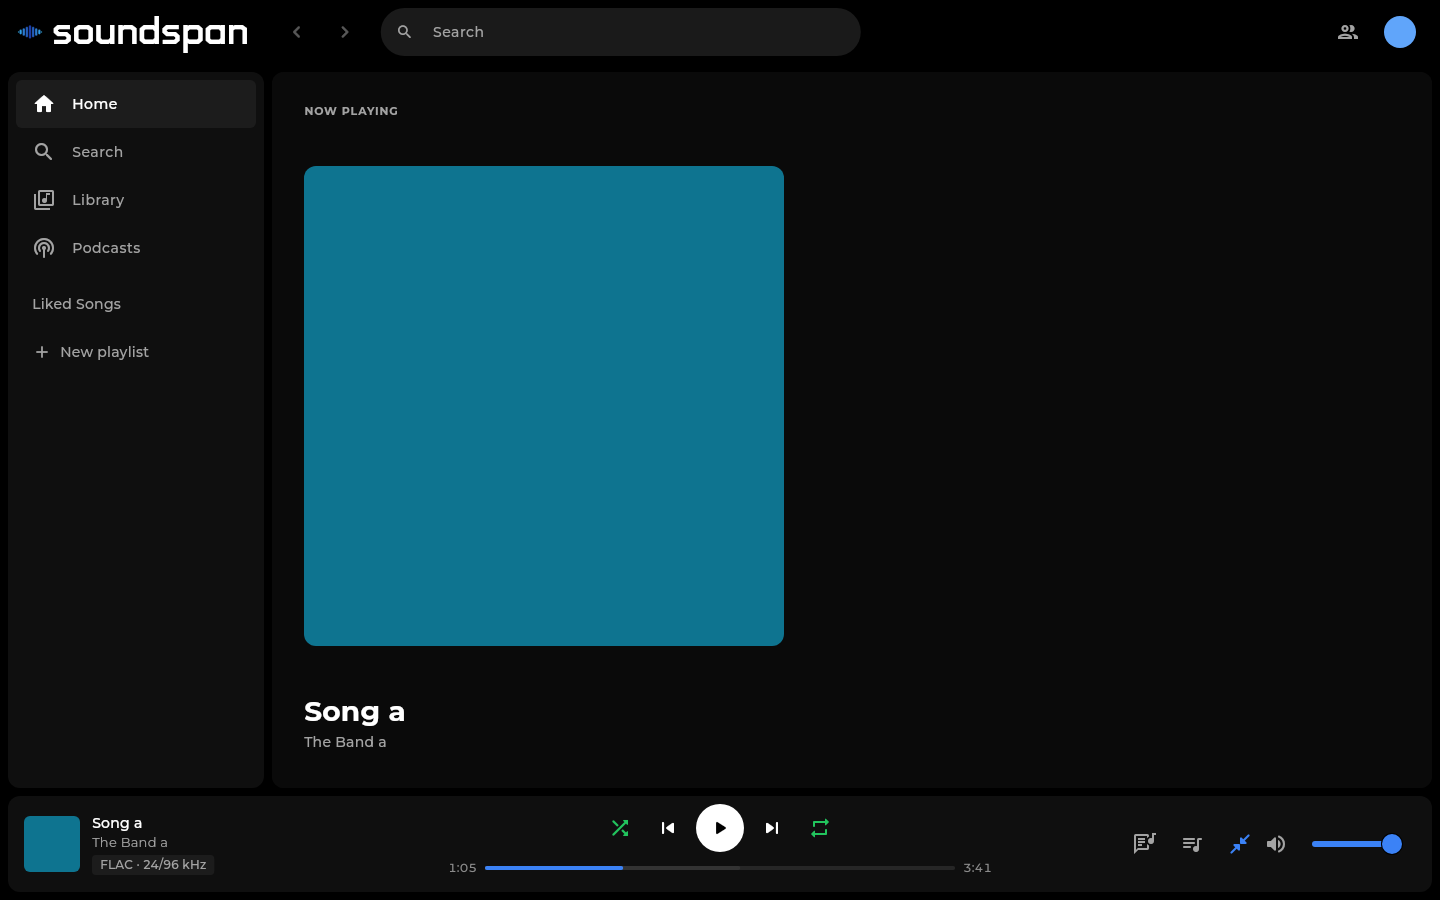 soundspan
Search
Home
Search
Library
Podcasts
Liked Songs
New playlist
NOW PLAYING
Song a
The Band a
Song a
The Band a
FLAC · 24/96 kHz
1:05
3:41